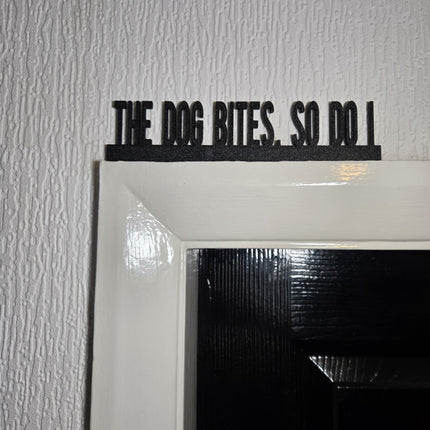 THE DOG BITES. SO DO I